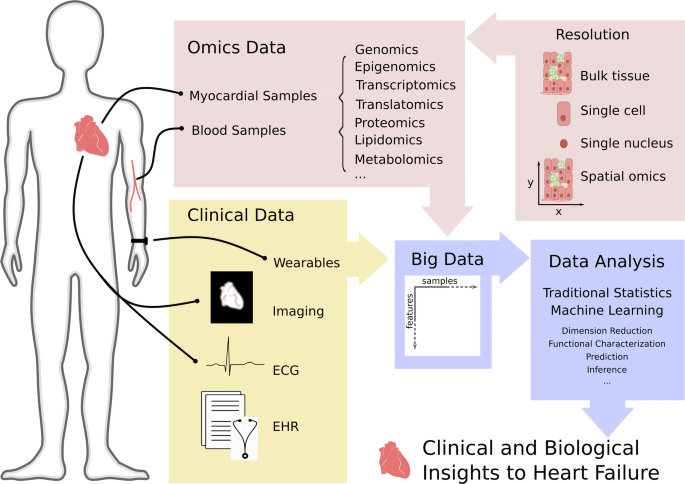 Omics Data
Myocardial Samples
Blood Samples
Genomics
Epigenomics
Transcriptomics
Translatomics
Proteomics
Lipidomics
Metabolomics
...
Resolution
Bulk tissue
Single cell
Single nucleus
Spatial omics
y
x
Clinical Data
Wearables
Imaging
ECG
EHR
Big Data
samples
features
Data Analysis
Traditional Statistics
Machine Learning
Dimension Reduction
Functional Characterization
Prediction
Inference
...
Clinical and Biological
Insights to Heart Failure